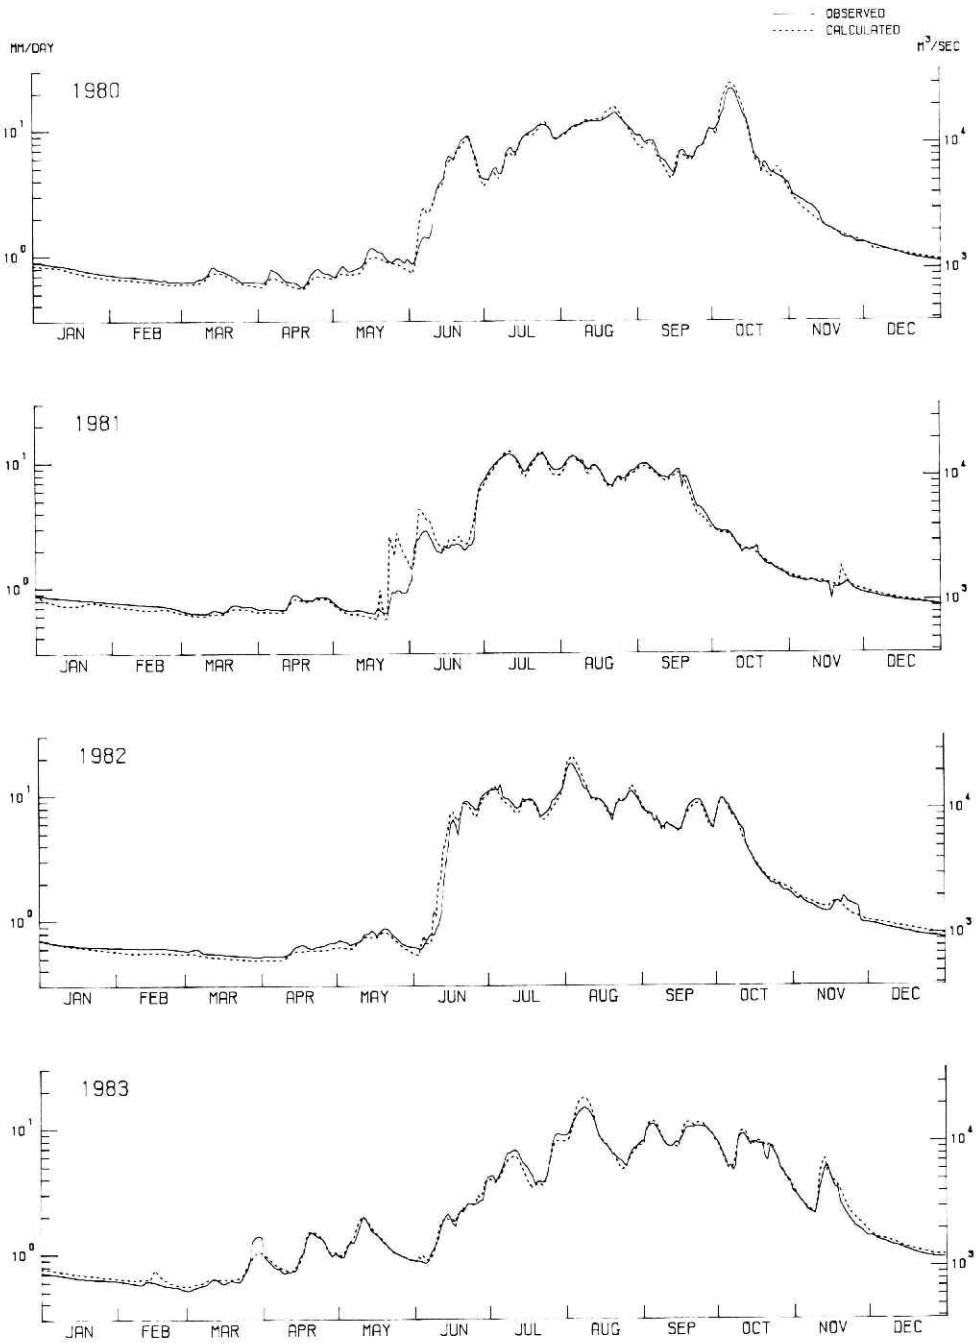 OBSERVED
CALCULATED
MM/DAY
M³/SEC
1980
10¹
10⁰
10⁴
10³
JAN FEB MAR APR MAY JUN JUL AUG SEP OCT NOV DEC
1981
10¹
10⁰
10⁴
10³
JAN FEB MAR APR MAY JUN JUL AUG SEP OCT NOV DEC
1982
10¹
10⁰
10⁴
10³
JAN FEB MAR APR MAY JUN JUL AUG SEP OCT NOV DEC
1983
10¹
10⁰
10⁴
10³
JAN FEB MAR APR MAY JUN JUL AUG SEP OCT NOV DEC